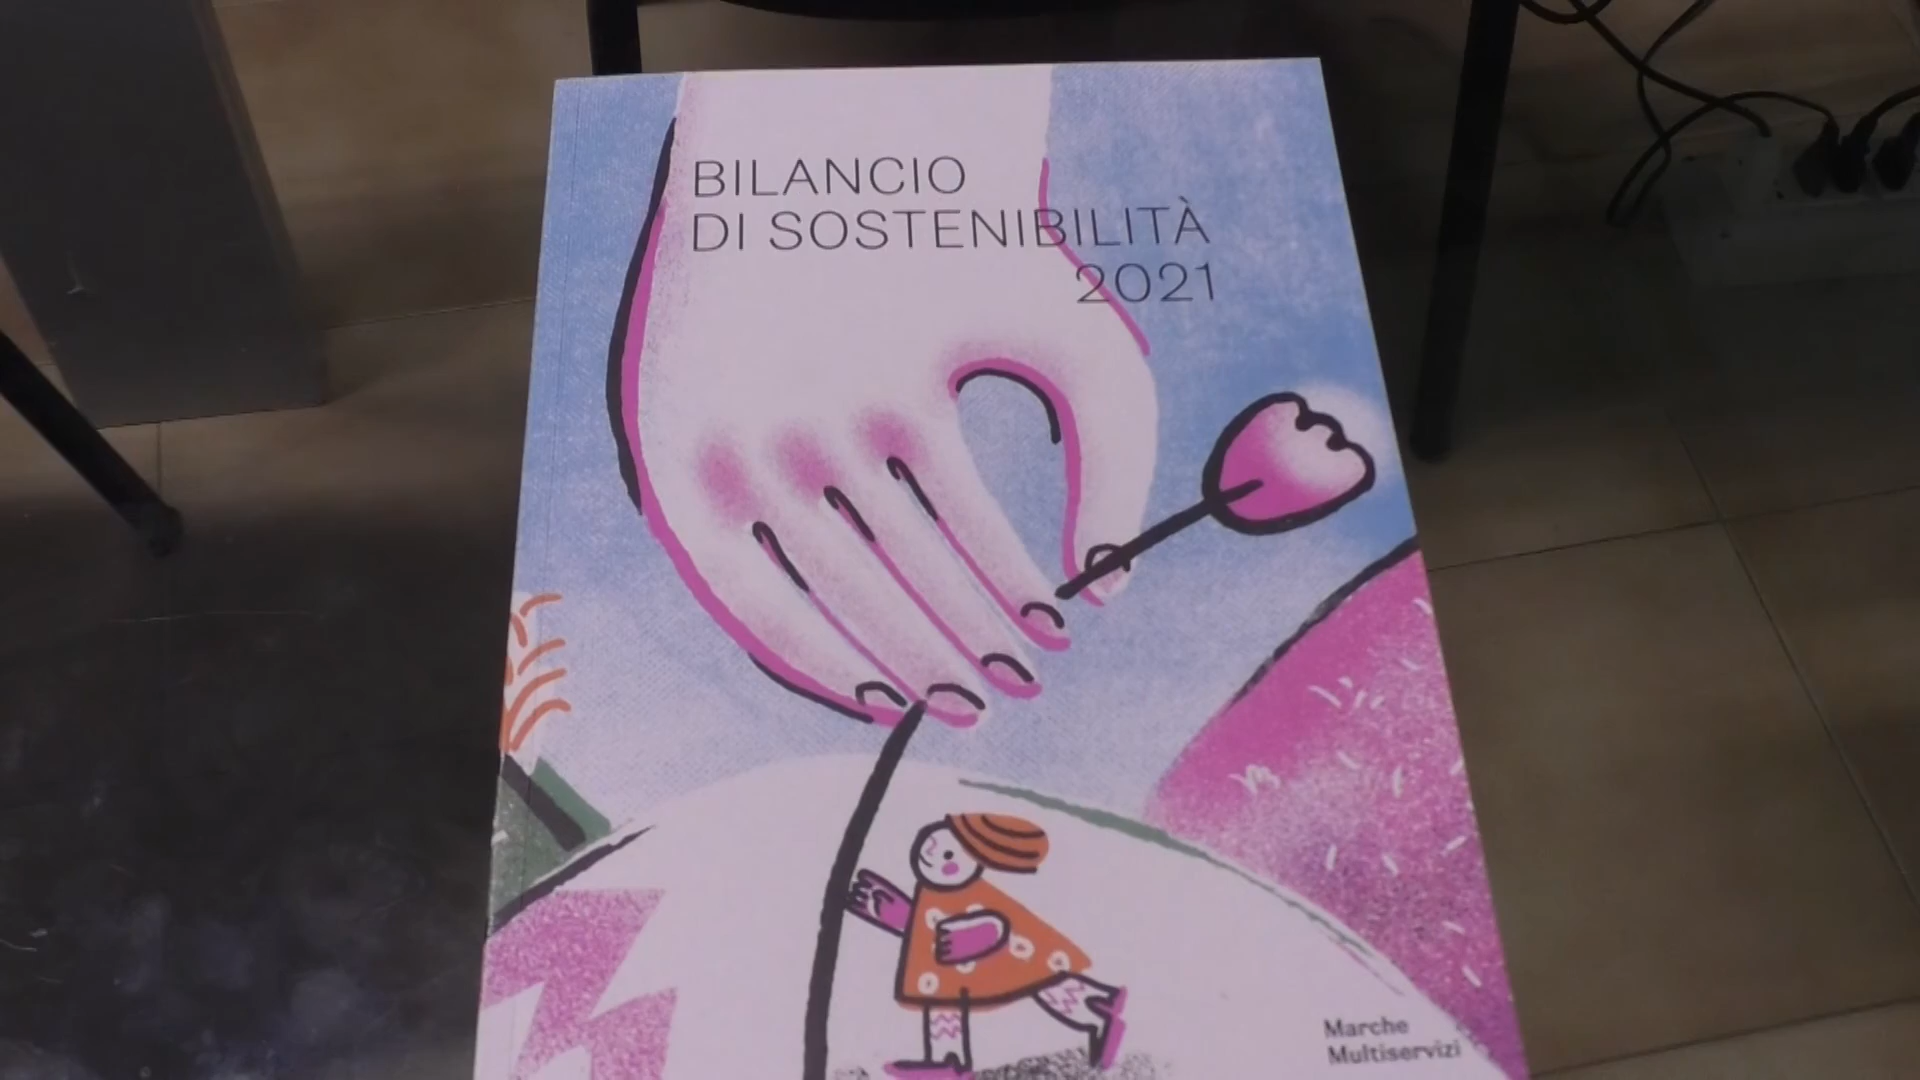 BILANCIO
DI SOSTENIBILITÀ
2021
Marche
Multiservizi